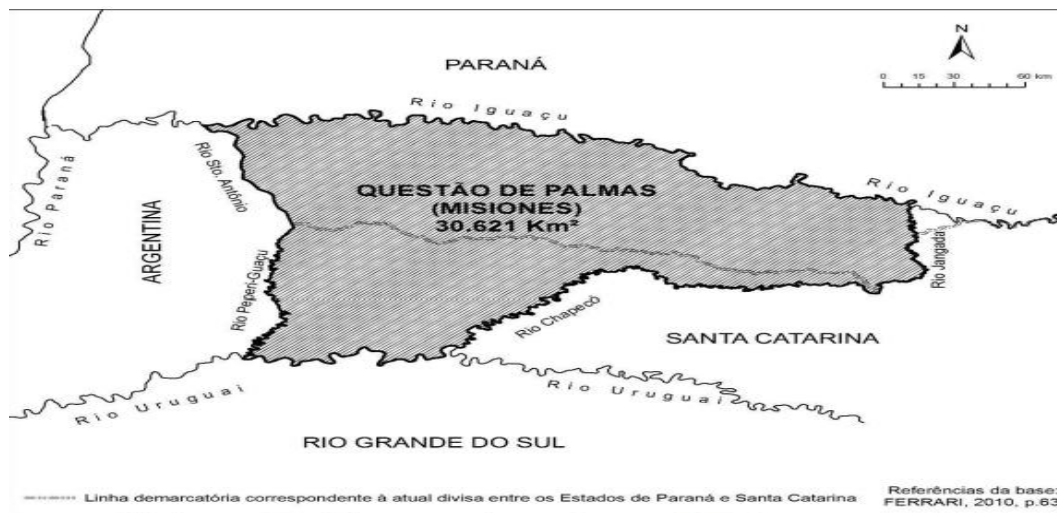 N
0 15 30 60 km
PARANÁ
Rio Iguaçu
Rio Paraná
Rio Sto. Antônio
QUESTÃO DE PALMAS
(MISIONES)
30.621 Km²
Rio Iguaçu
ARGENTINA
Rio Peperi-Guaçu
Rio Jangada
Rio Chapecó
SANTA CATARINA
Rio Uruguai
Rio Uruguai
RIO GRANDE DO SUL
Linha demarcatória correspondente à atual divisa entre os Estados de Paraná e Santa Catarina
Referências da base:
FERRARI, 2010, p.63